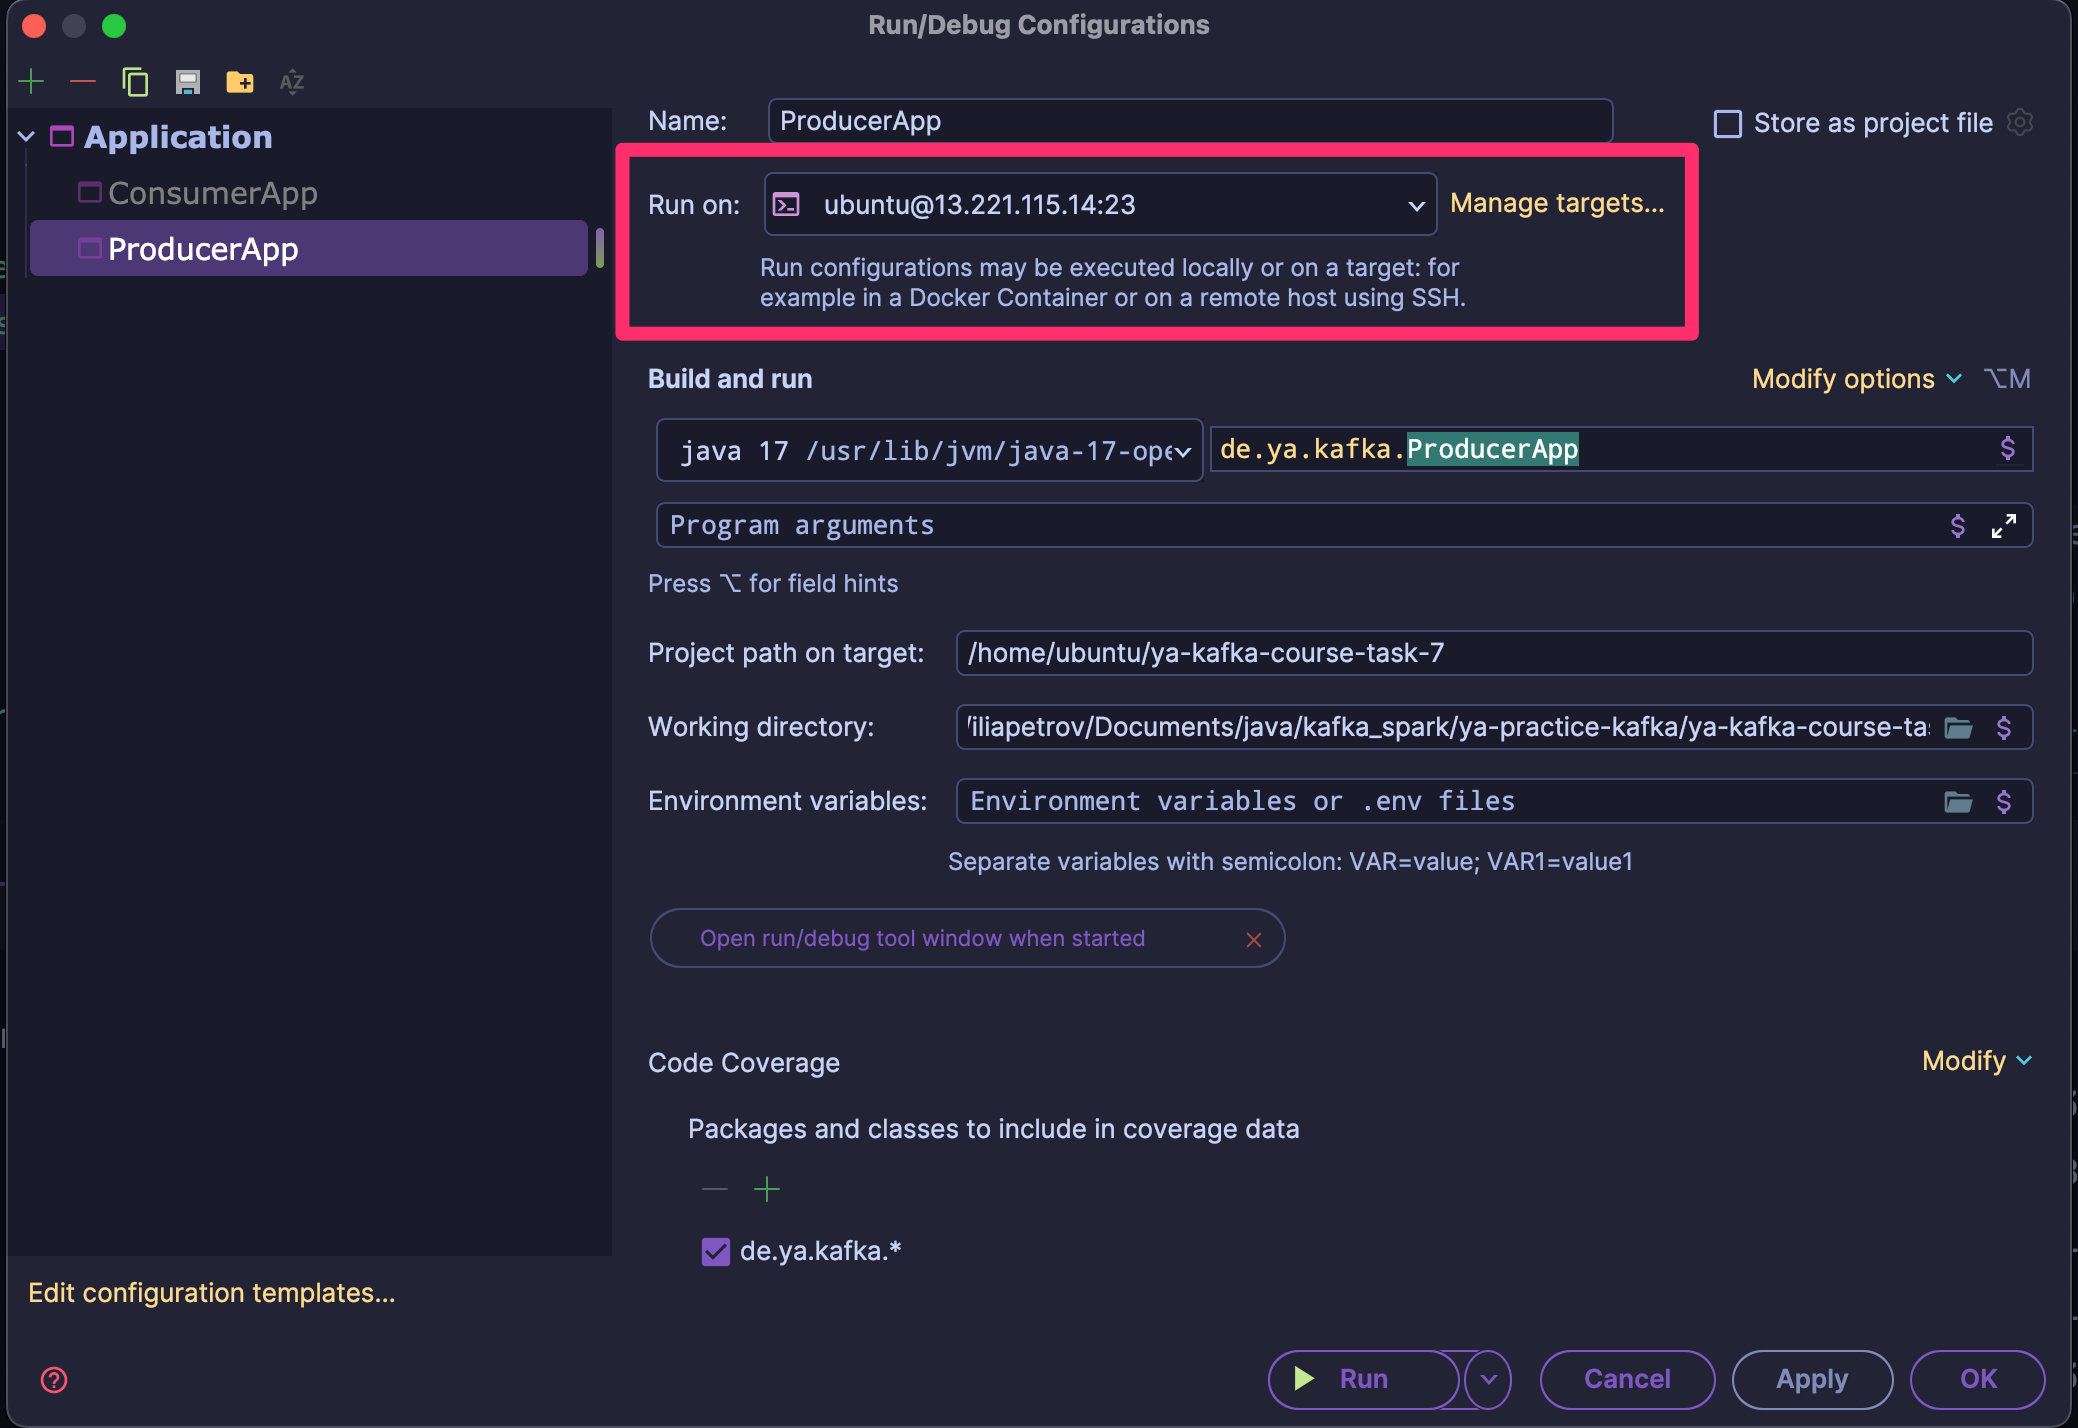 Run/Debug Configurations
AZ
Application
ConsumerApp
ProducerApp
Name: ProducerApp
Store as project file
Run on: ubuntu@13.221.115.14:23 Manage targets...
Run configurations may be executed locally or on a target: for
example in a Docker Container or on a remote host using SSH.
Build and run
Modify options ⌥M
java 17 /usr/lib/jvm/java-17-ope
de.ya.kafka.ProducerApp $
Program arguments $
Press ⌥ for field hints
Project path on target: /home/ubuntu/ya-kafka-course-task-7
Working directory: /iliapetrov/Documents/java/kafka_spark/ya-practice-kafka/ya-kafka-course-ta $
Environment variables: Environment variables or .env files $
Separate variables with semicolon: VAR=value; VAR1=value1
Open run/debug tool window when started
Code Coverage
Modify
Packages and classes to include in coverage data
de.ya.kafka.*
Edit configuration templates...
?
Run
Cancel
Apply
OK